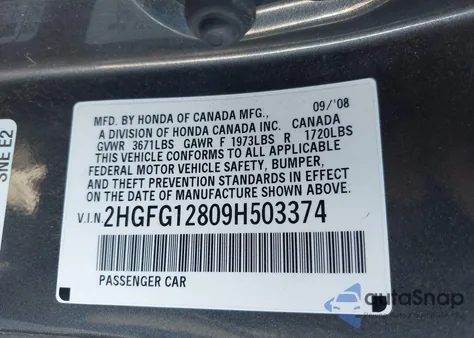 SNE E2
MFD. BY HONDA OF CANADA MFG., 09/'08
A DIVISION OF HONDA CANADA INC. CANADA
GVWR 3671LBS GAWR F 1973LBS R 1720LBS
THIS VEHICLE CONFORMS TO ALL APPLICABLE
FEDERAL MOTOR VEHICLE SAFETY, BUMPER,
AND THEFT PREVENTION STANDARDS IN EFFECT
ON THE DATE OF MANUFACTURE SHOWN ABOVE.
V.I.N. 2HGFG12809H503374
PASSENGER CAR
autoSnap